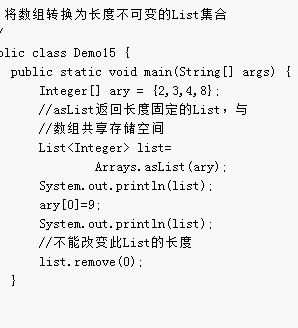 将数组转换为长度不可变的List集合
/
blic class Demo15 {
public static void main(String[] args) {
Integer[] ary = {2,3,4,8};
//asList返回长度固定的List,与
//数组共享存储空间
List<Integer> list=
Arrays.asList(ary);
System.out.println(list);
ary[0]=9;
System.out.println(list);
//不能改变此List的长度
list.remove(0);
}